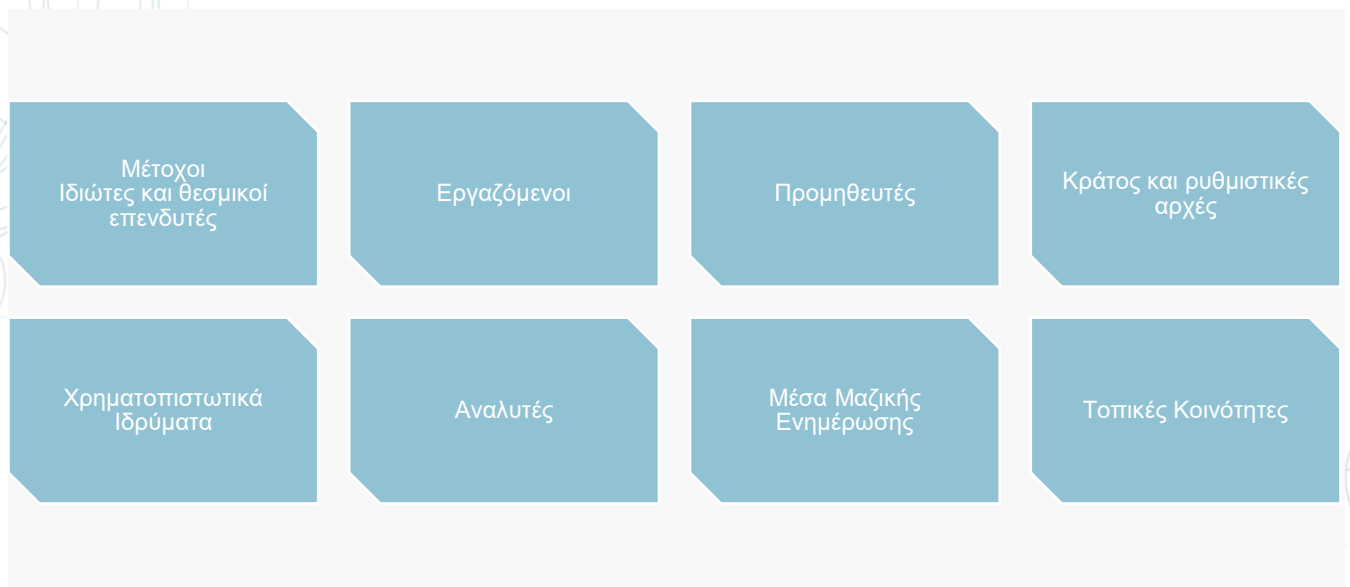 Μέτοχοι
Ιδιώτες και θεσμικοί
επενδυτές
Εργαζόμενοι
Προμηθευτές
Κράτος και ρυθμιστικές
αρχές
Χρηματοπιστωτικά
Ιδρύματα
Αναλυτές
Μέσα Μαζικής
Ενημέρωσης
Τοπικές Κοινότητες